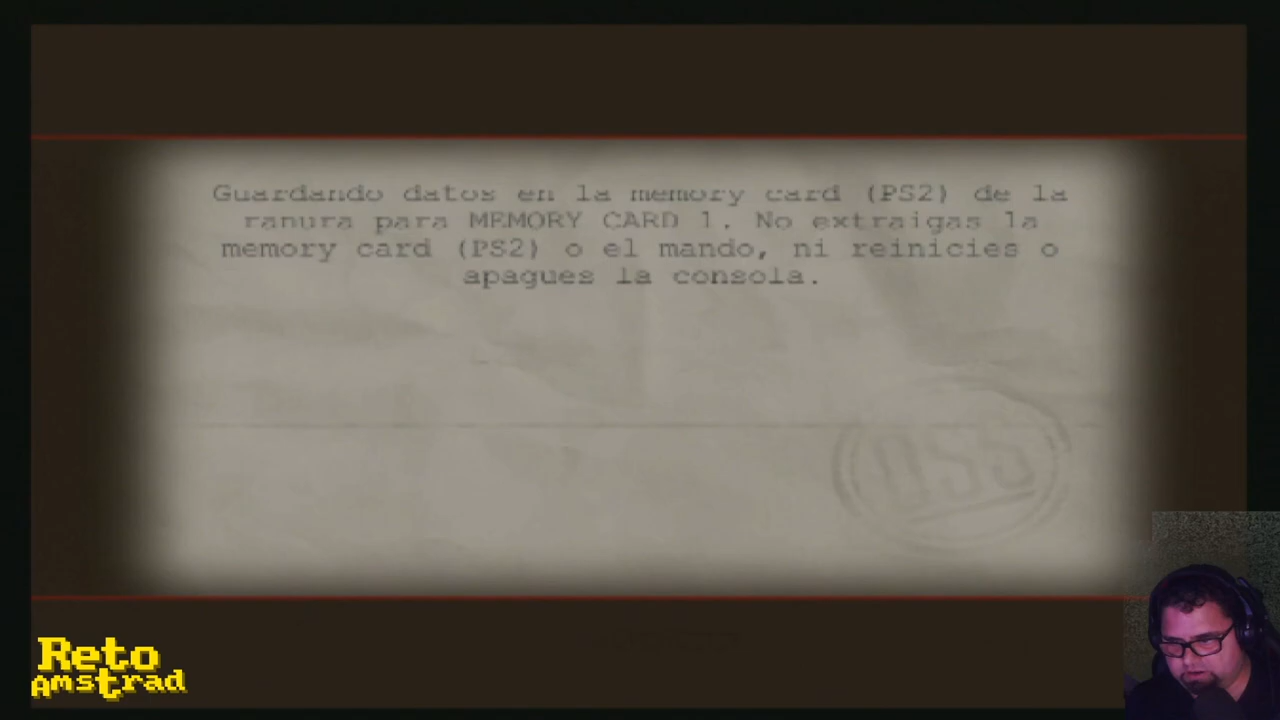 Guardando datos en la memory card (PS2) de la
ranura para MEMORY CARD 1. No extraigas la
memory card (PS2) o el mando, ni reinicies o
apagues la consola.
OSS
Reto
Amstrad